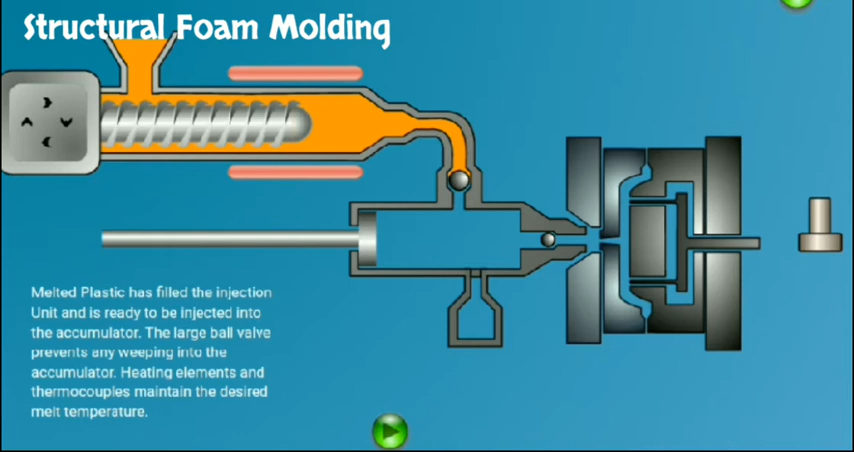 Structural Foam Molding
Melted Plastic has filled the injection
Unit and is ready to be injected into
the accumulator. The large ball valve
prevents any weeping into the
accumulator. Heating elements and
thermocouples maintain the desired
melt temperature.